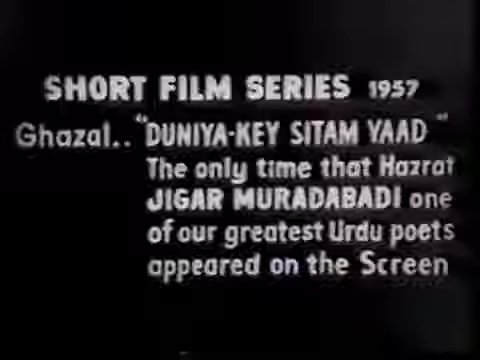 SHORT FILM SERIES 1957
Ghazal.. "DUNIYA-KEY SITAM YAAD"
The only time that Hazrat
JIGAR MURADABADI one
of our greatest Urdu poets
appeared on the Screen